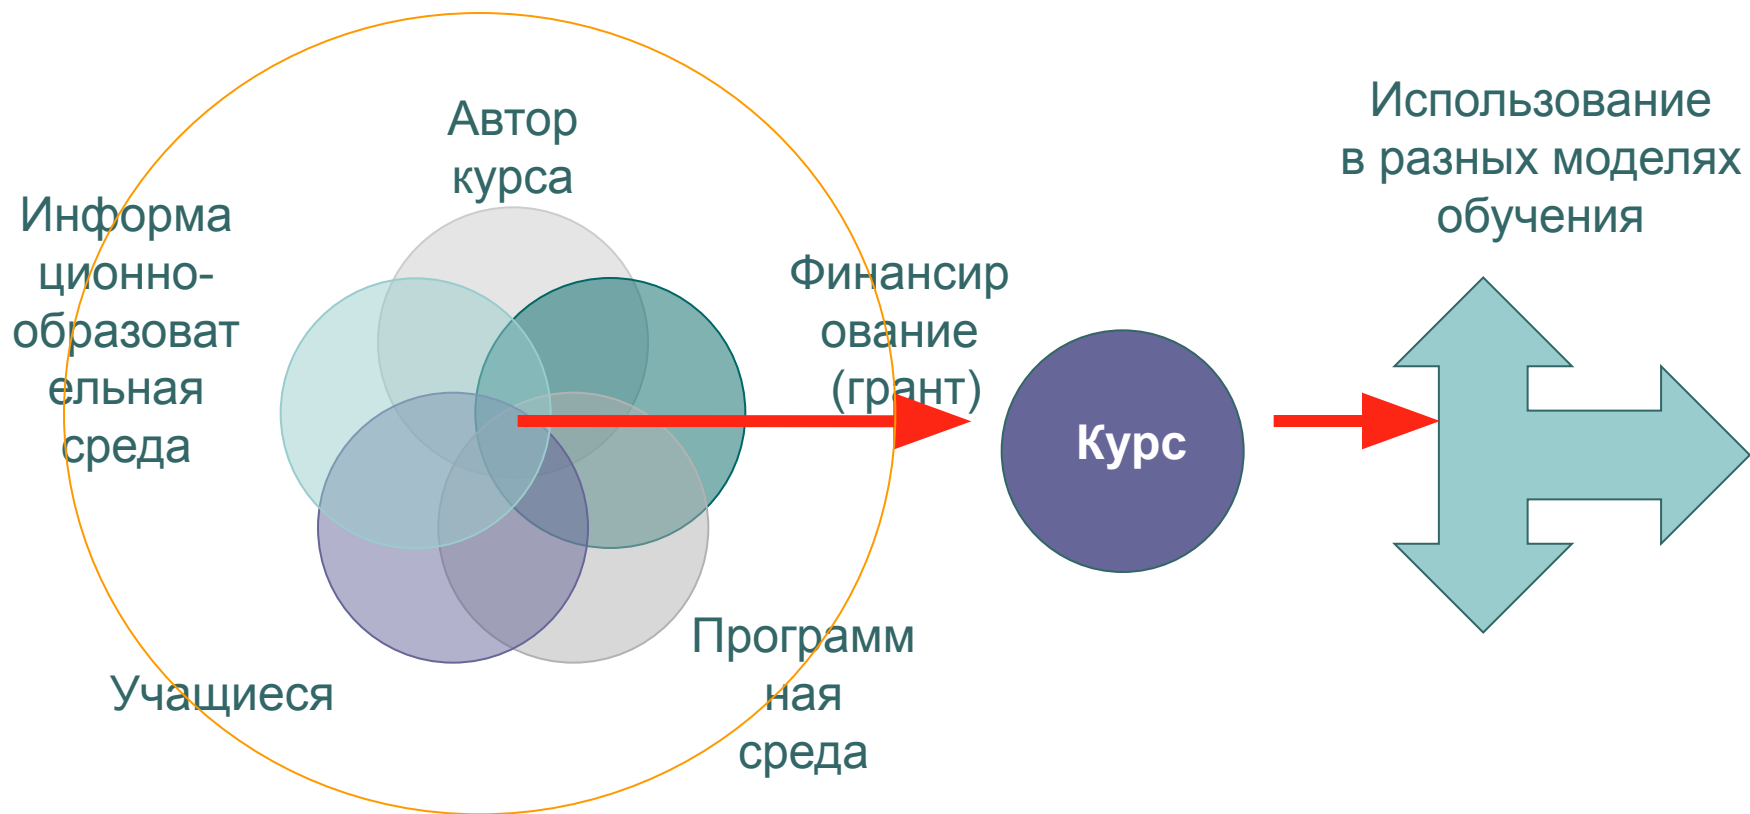 Автор
курса
Информа
ционно-
образоват
ельная
среда
Финансир
ование
(грант)
Программ
ная
среда
Учащиеся
Курс
Использование
в разных моделях
обучения